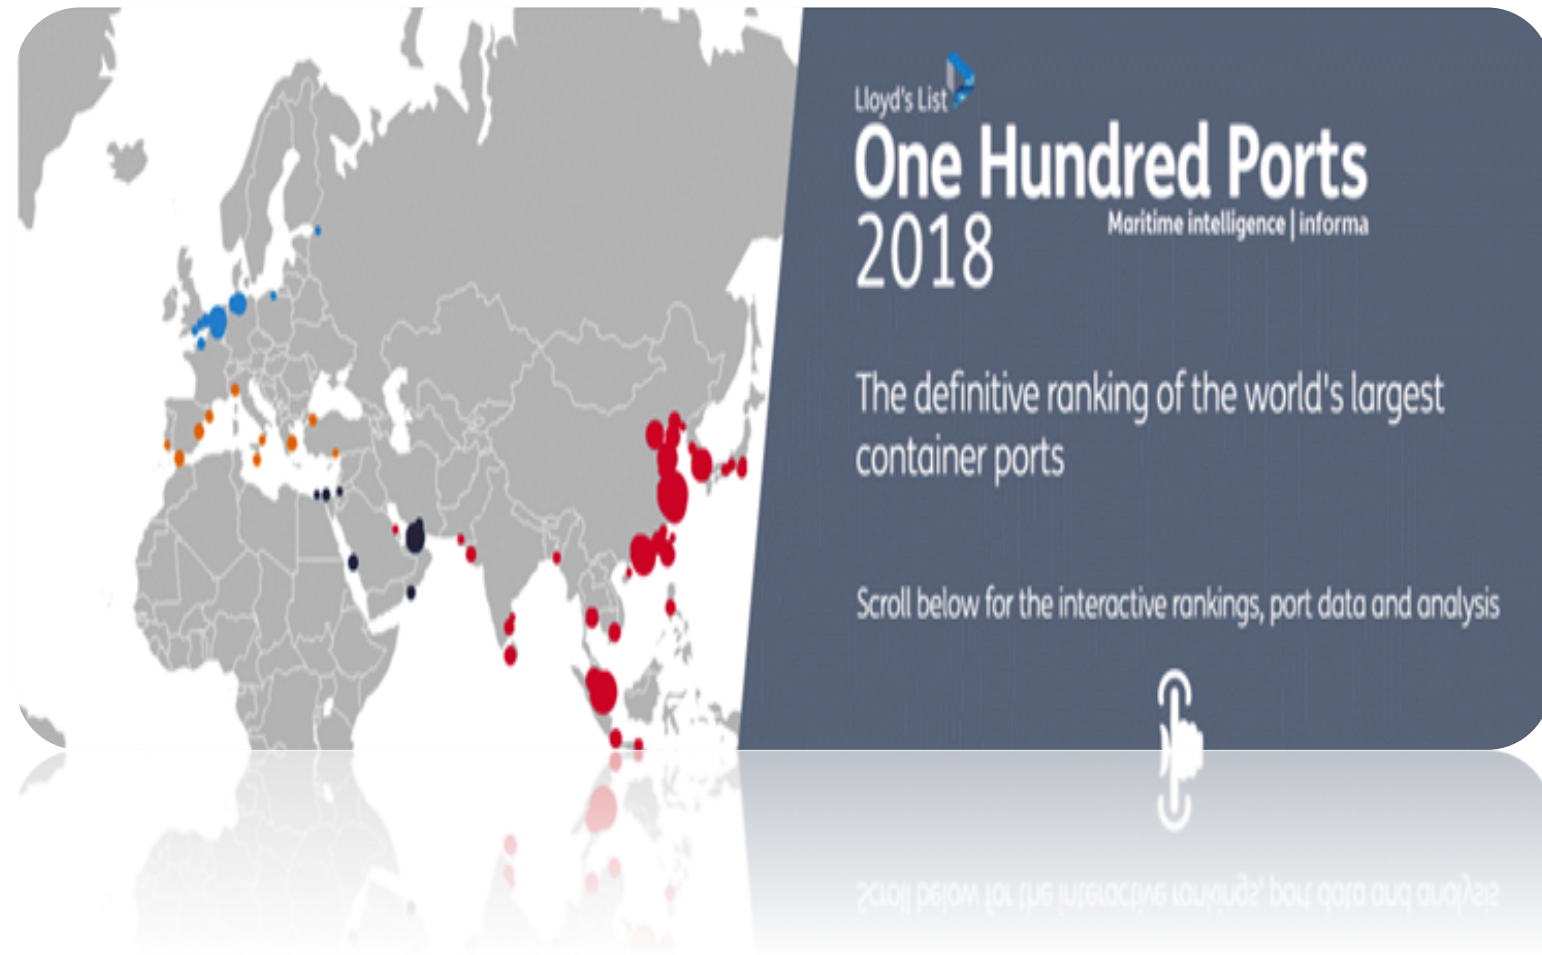 Lloyd's List
One Hundred Ports
2018
Maritime intelligence | informa
The definitive ranking of the world's largest
container ports
Scroll below for the interactive rankings, port data and analysis